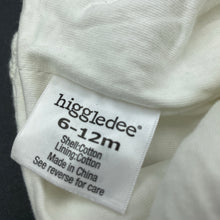 higgledee®
6-12m
Shell:Cotton
Lining:Cotton
Made in China
See reverse for care